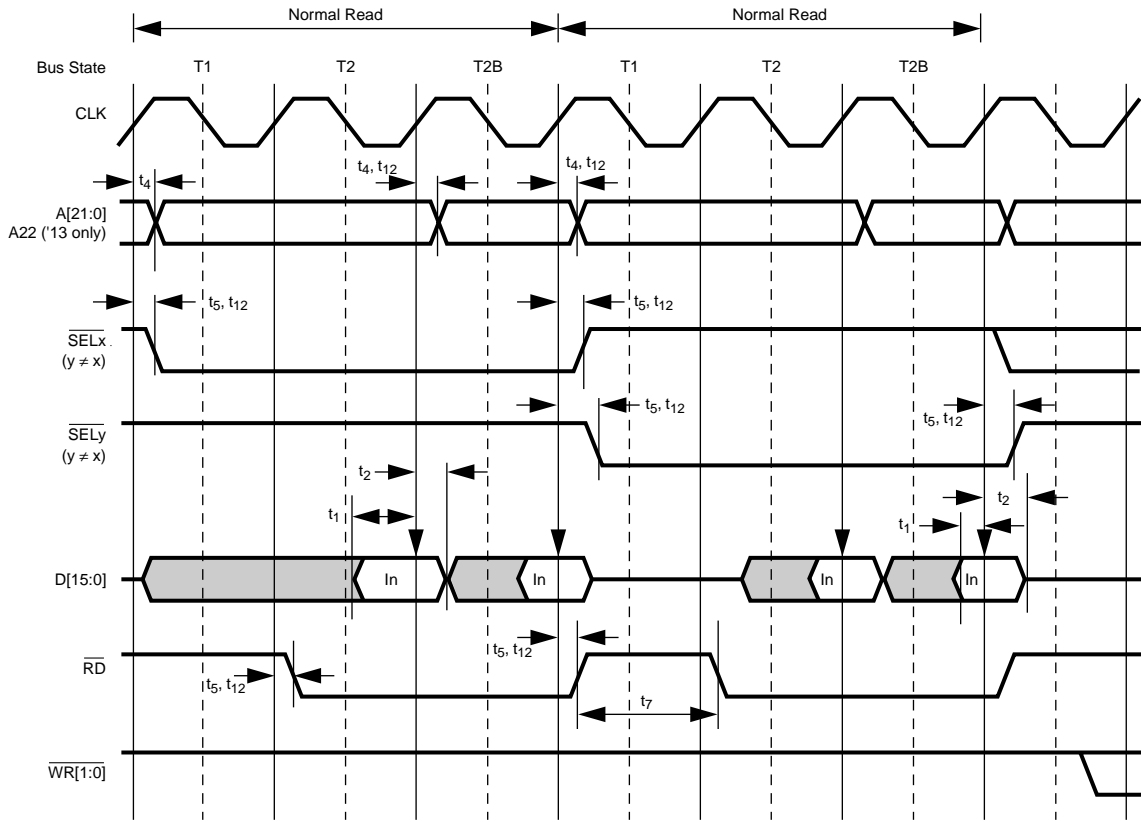 Normal Read Normal Read
Bus State T1 T2 T2B T1 T2 T2B
CLK
t4, t12 t4, t12
t4
A[21:0]
A22 ('13 only)
t5, t12 t5, t12
SELx
(y ≠ x)
t5, t12 t5, t12
SELy
(y ≠ x)
t2 t2
t1 t1
D[15:0] In In In In
t5, t12
RD
t5, t12
t7
WR[1:0]